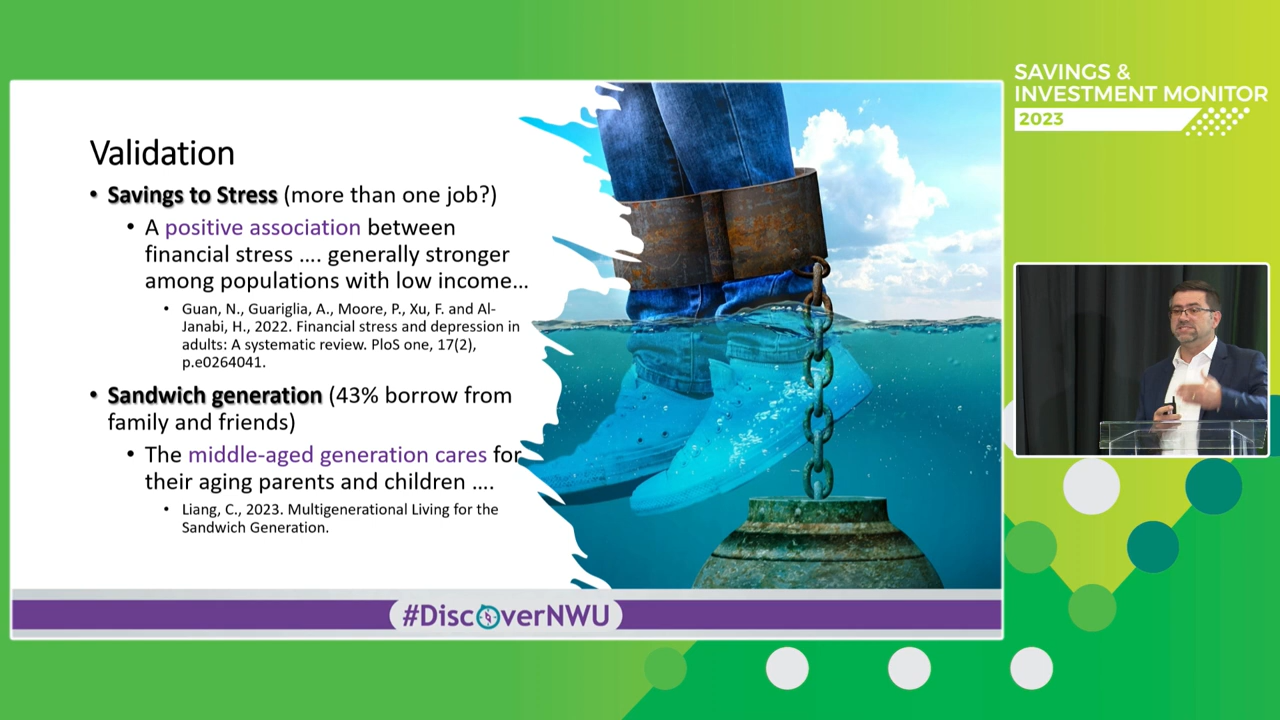 SAVINGS &
INVESTMENT MONITOR
2023
Validation
• Savings to Stress (more than one job?)
• A positive association between
financial stress .... generally stronger
among populations with low income...
• Guan, N., Guariglia, A., Moore, P., Xu, F. and Al-
Janabi, H., 2022. Financial stress and depression in
adults: A systematic review. PloS one, 17(2),
p.e0264041.
• Sandwich generation (43% borrow from
family and friends)
• The middle-aged generation cares for
their aging parents and children ....
• Liang, C., 2023. Multigenerational Living for the
Sandwich Generation.
#DiscoverNWU